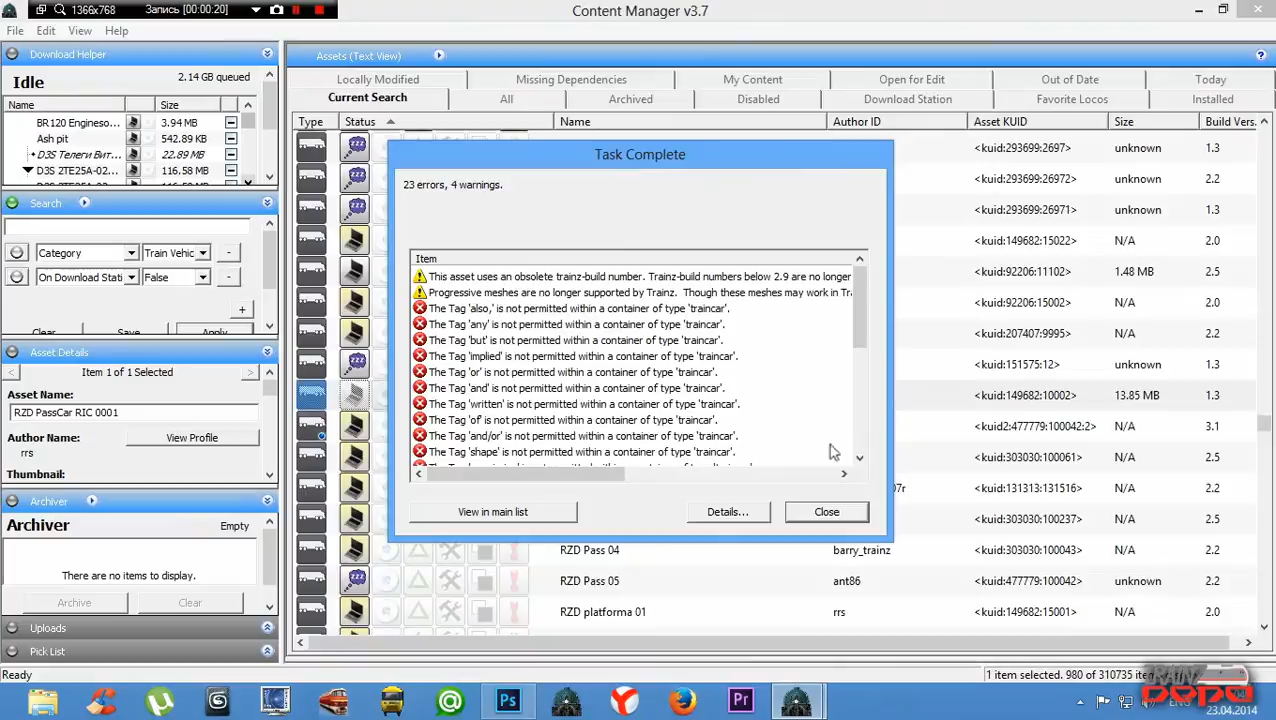 1366x768 Запись (00:00:20)
Content Manager v3.7
File Edit View Help
Download Helper
Idle
2.14 GB queued
Name Size
BR120 Engineso... 3.94 MB
Ash pit 542.89 KB
D3S Телеги Вит... 22.89 MB
D3S 2TE25A-02... 116.58 MB
Search
Category Train Vehic -
On Download Stati False -
+
Clear Save Apply
Asset Details
< Item 1 of 1 Selected >
Asset Name:
RZD PassCar RIC 0001
Author Name: View Profile
rrs
Thumbnail:
Archiver
Archiver Empty
There are no items to display.
Archive Clear
Uploads
Pick List
Assets (Text View)
Locally Modified Missing Dependencies My Content Open for Edit Out of Date Today
Current Search All Archived Disabled Download Station Favorite Locos Installed
Type Status Name Author ID Asset KUID Size Build Vers.
<kuid:293699:2697> unknown 1.3
<kuid:293699:2692> unknown 2.2
<kuid:293699:26971> unknown 1.3
<kuid:149682:15022> N/A 2.0
<kuid:92206:11102> 1.48 MB 2.2
<kuid:92206:15002> N/A 2.2
<kuid:207407:9995> N/A 1.3
<kuid:151575:12> unknown 1.3
<kuid:149682:10002> 13.85 MB 1.3
<kuid2:477779:100042:2> N/A 3.1
<kuid:303030:100049> N/A 2.2
07r <kuid:131313:131516> N/A 2.2
<kuid:303030:100237> N/A 2.5
RZD Pass 04 barry_trainz <kuid:303030:100043> N/A 2.2
RZD Pass 05 ant86 <kuid:477779:100042> unknown 2.2
RZD platforma 01 rrs <kuid:149682:15001> N/A 2.0
Task Complete
23 errors, 4 warnings.
Item
This asset uses an obsolete trainz-build number. Trainz-build numbers below 2.9 are no longer
Progressive meshes are no longer supported by Trainz. Though these meshes may work in Tra
The Tag 'also,' is not permitted within a container of type 'traincar'.
The Tag 'any' is not permitted within a container of type 'traincar'.
The Tag 'but' is not permitted within a container of type 'traincar'.
The Tag 'implied' is not permitted within a container of type 'traincar'.
The Tag 'or' is not permitted within a container of type 'traincar'.
The Tag 'and' is not permitted within a container of type 'traincar'.
The Tag 'written' is not permitted within a container of type 'traincar'.
The Tag 'of' is not permitted within a container of type 'traincar'.
The Tag 'and/or' is not permitted within a container of type 'traincar'.
The Tag 'shape' is not permitted within a container of type 'traincar'.
View in main list Details... Close
Ready
1 item selected. 980 of 310735 item
TRAINZ
рера
Ps Pr
ENG
23.04.2014